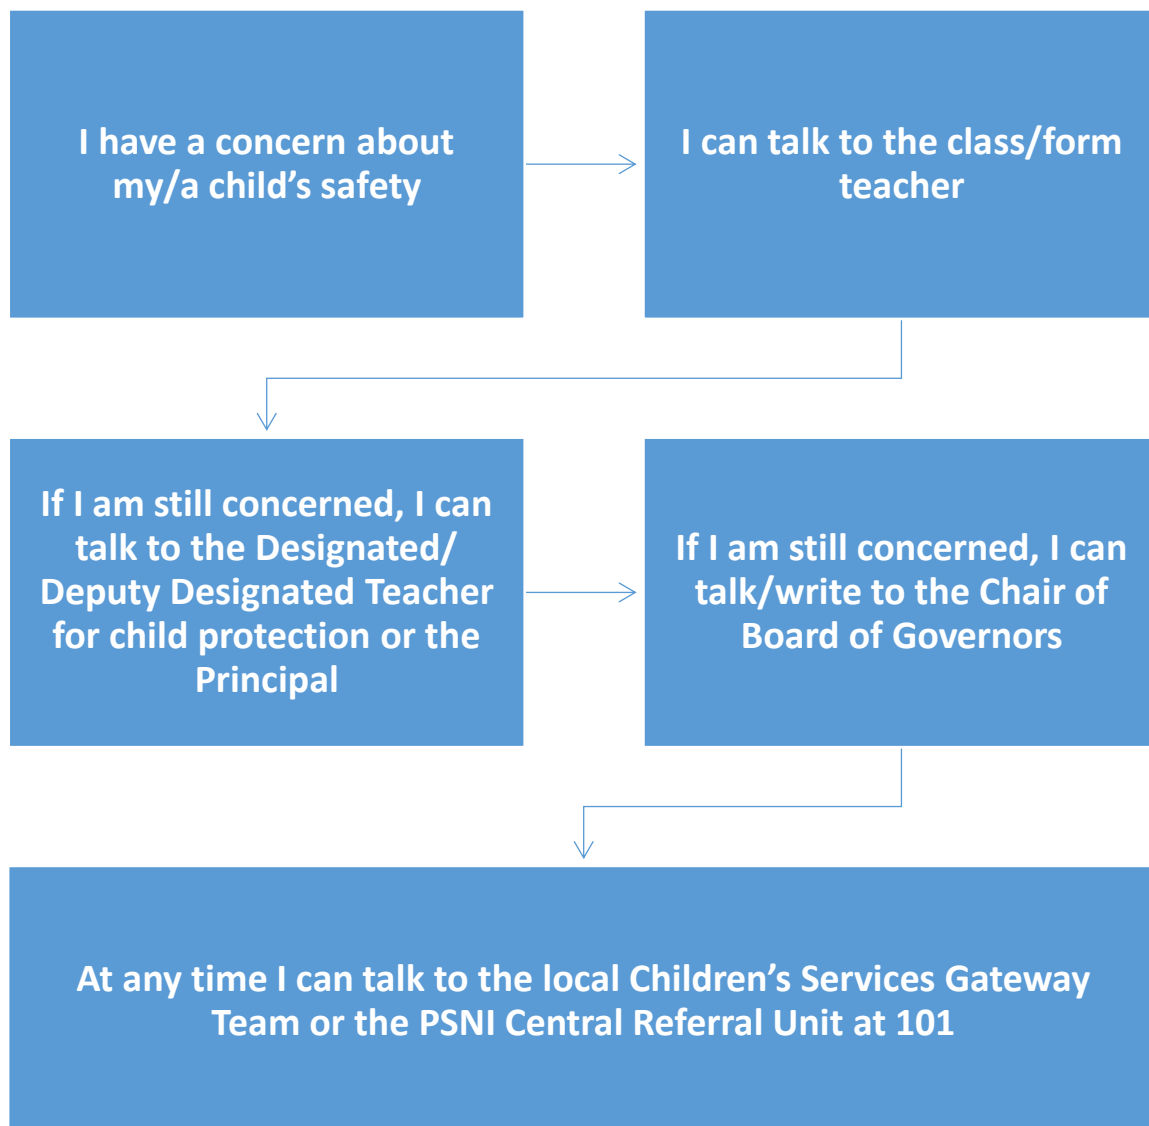 I have a concern about
my/a child’s safety
I can talk to the class/form
teacher
If I am still concerned, I can
talk to the Designated/
Deputy Designated Teacher
for child protection or the
Principal
If I am still concerned, I can
talk/write to the Chair of
Board of Governors
At any time I can talk to the local Children’s Services Gateway
Team or the PSNI Central Referral Unit at 101